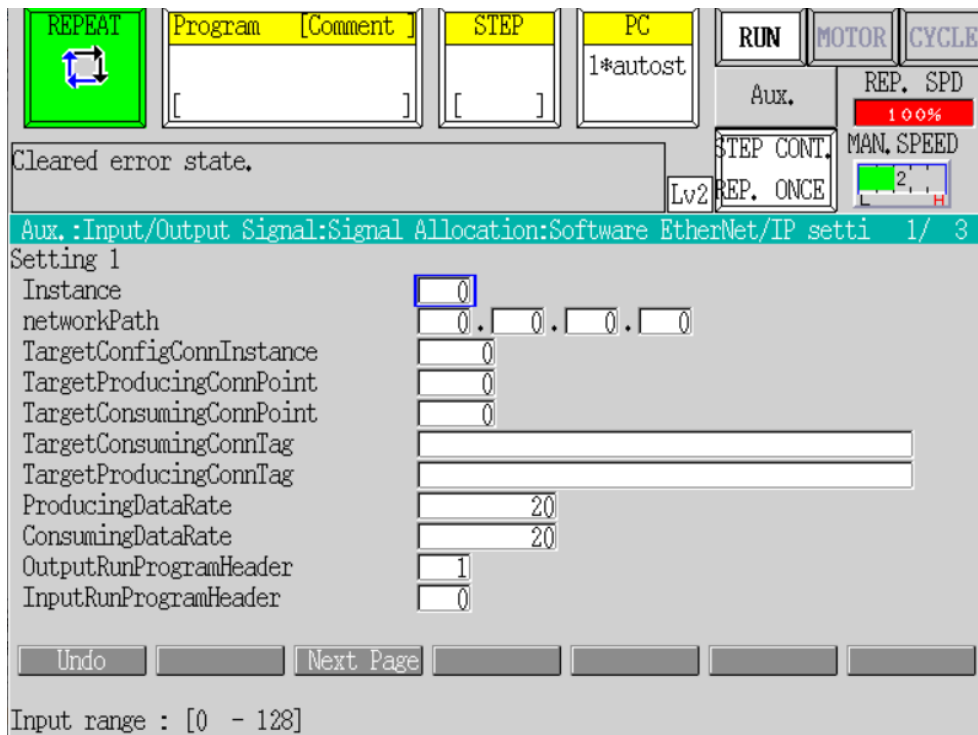 REPEAT
Program [Comment ]
[ ]
STEP
[ ]
PC
1*autost
RUN
MOTOR
CYCLE
Aux.
REP. SPD
100%
Cleared error state.
Lv2
STEP CONT.
REP. ONCE
MAN.SPEED
2
L H
Aux.:Input/Output Signal:Signal Allocation:Software EtherNet/IP setti 1/ 3
Setting 1
Instance 0
networkPath 0. 0. 0. 0
TargetConfigConnInstance 0
TargetProducingConnPoint 0
TargetConsumingConnPoint 0
TargetConsumingConnTag
TargetProducingConnTag
ProducingDataRate 20
ConsumingDataRate 20
OutputRunProgramHeader 1
InputRunProgramHeader 0
Undo
Next Page
Input range : [0 - 128]